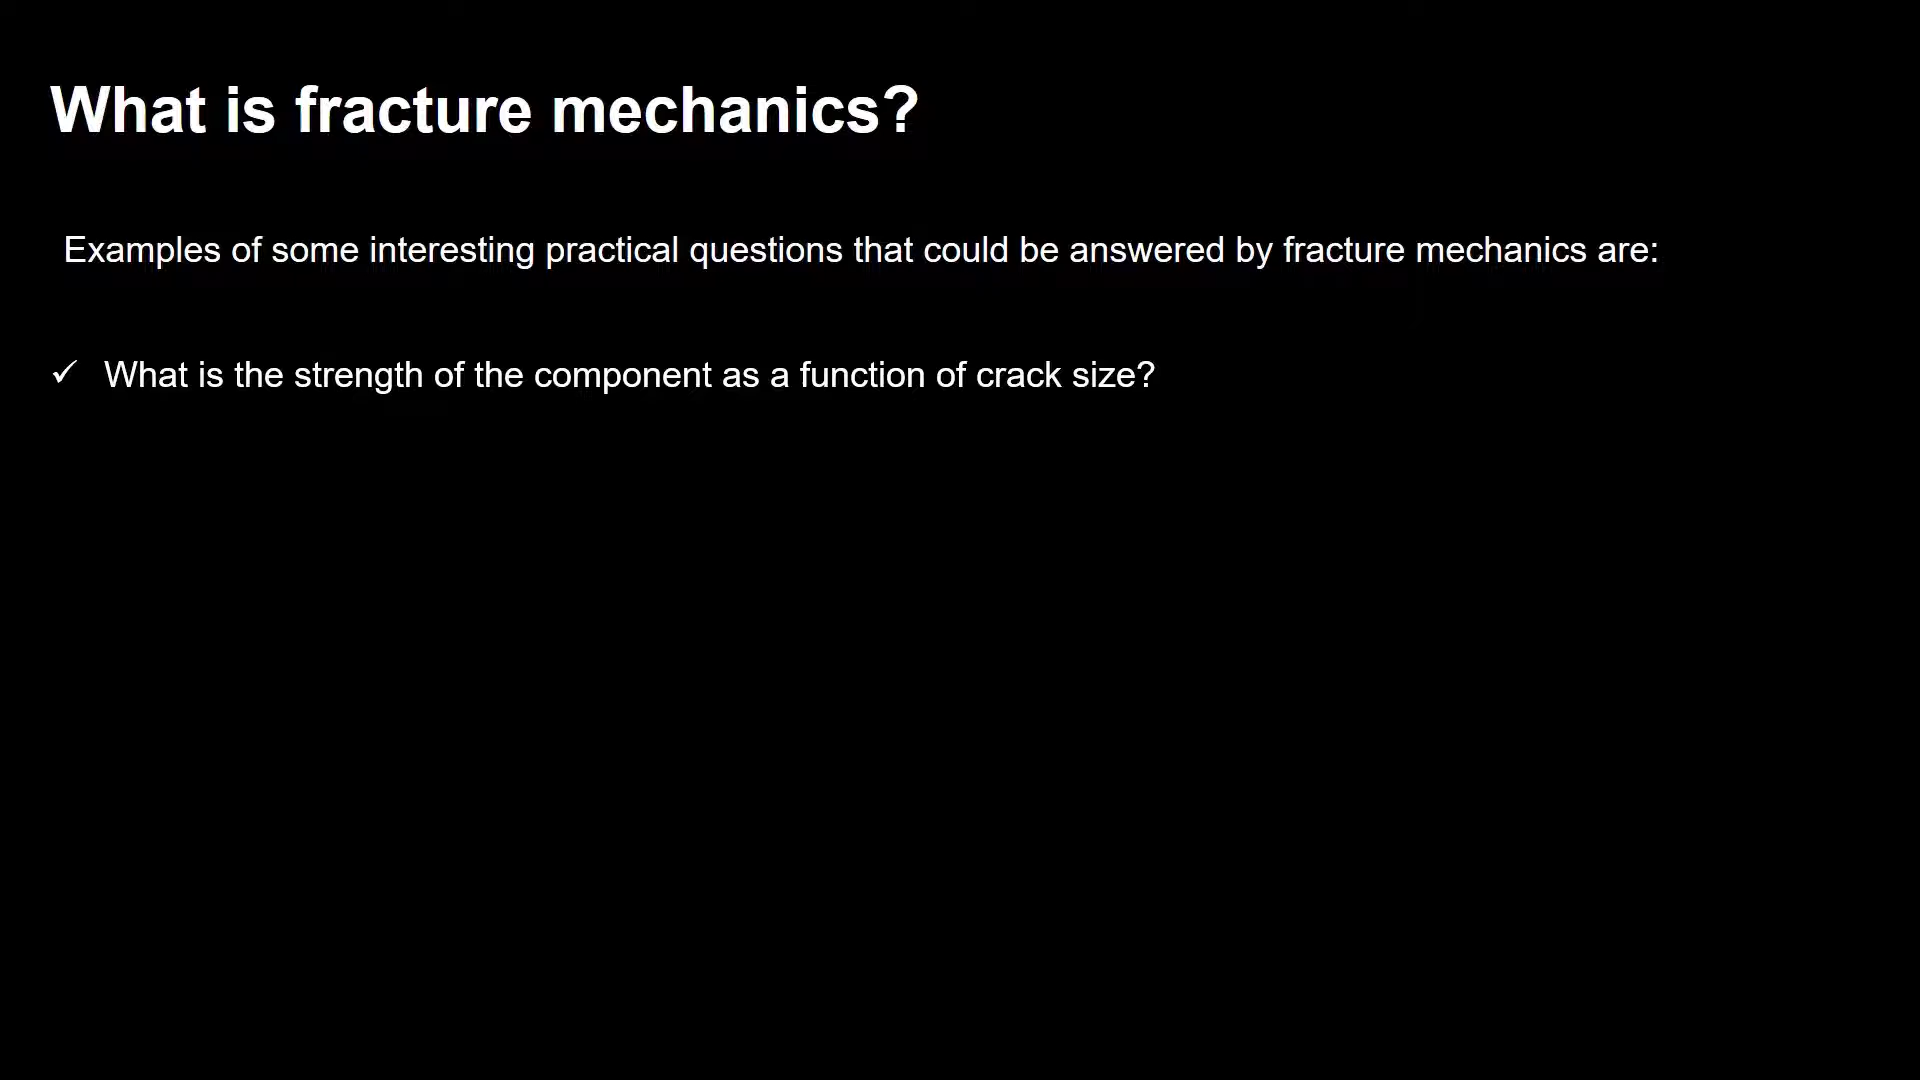 What is fracture mechanics?
Examples of some interesting practical questions that could be answered by fracture mechanics are:
✓ What is the strength of the component as a function of crack size?